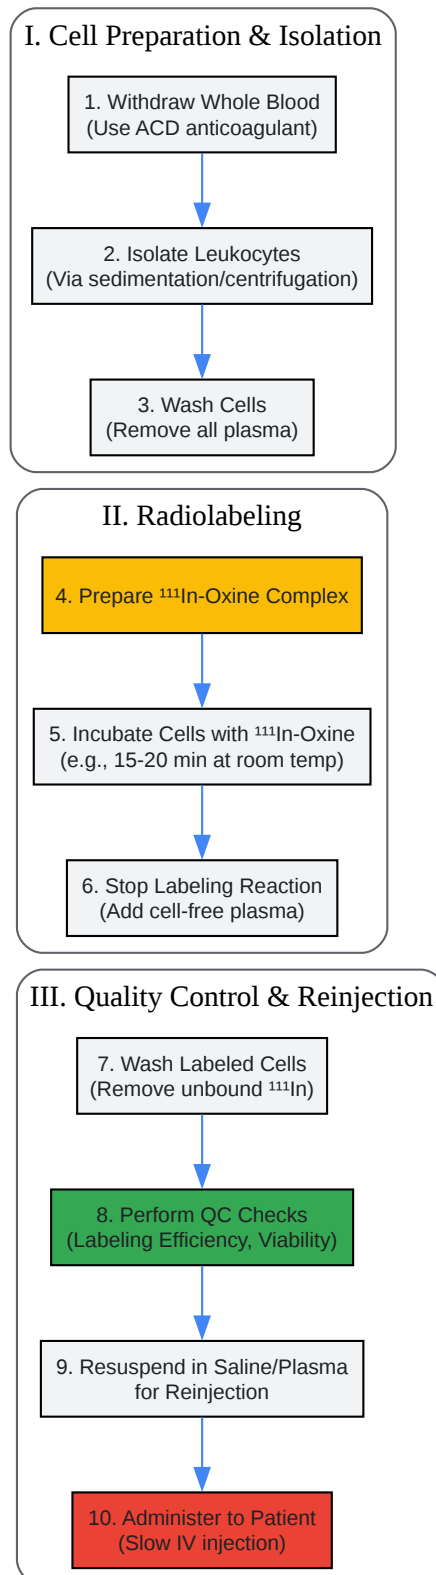 I. Cell Preparation & Isolation
1. Withdraw Whole Blood
(Use ACD anticoagulant)
2. Isolate Leukocytes
(Via sedimentation/centrifugation)
3. Wash Cells
(Remove all plasma)
II. Radiolabeling
4. Prepare ¹¹¹In-Oxine Complex
5. Incubate Cells with ¹¹¹In-Oxine
(e.g., 15-20 min at room temp)
6. Stop Labeling Reaction
(Add cell-free plasma)
III. Quality Control & Reinjection
7. Wash Labeled Cells
(Remove unbound ¹¹¹In)
8. Perform QC Checks
(Labeling Efficiency, Viability)
9. Resuspend in Saline/Plasma
for Reinjection
10. Administer to Patient
(Slow IV injection)